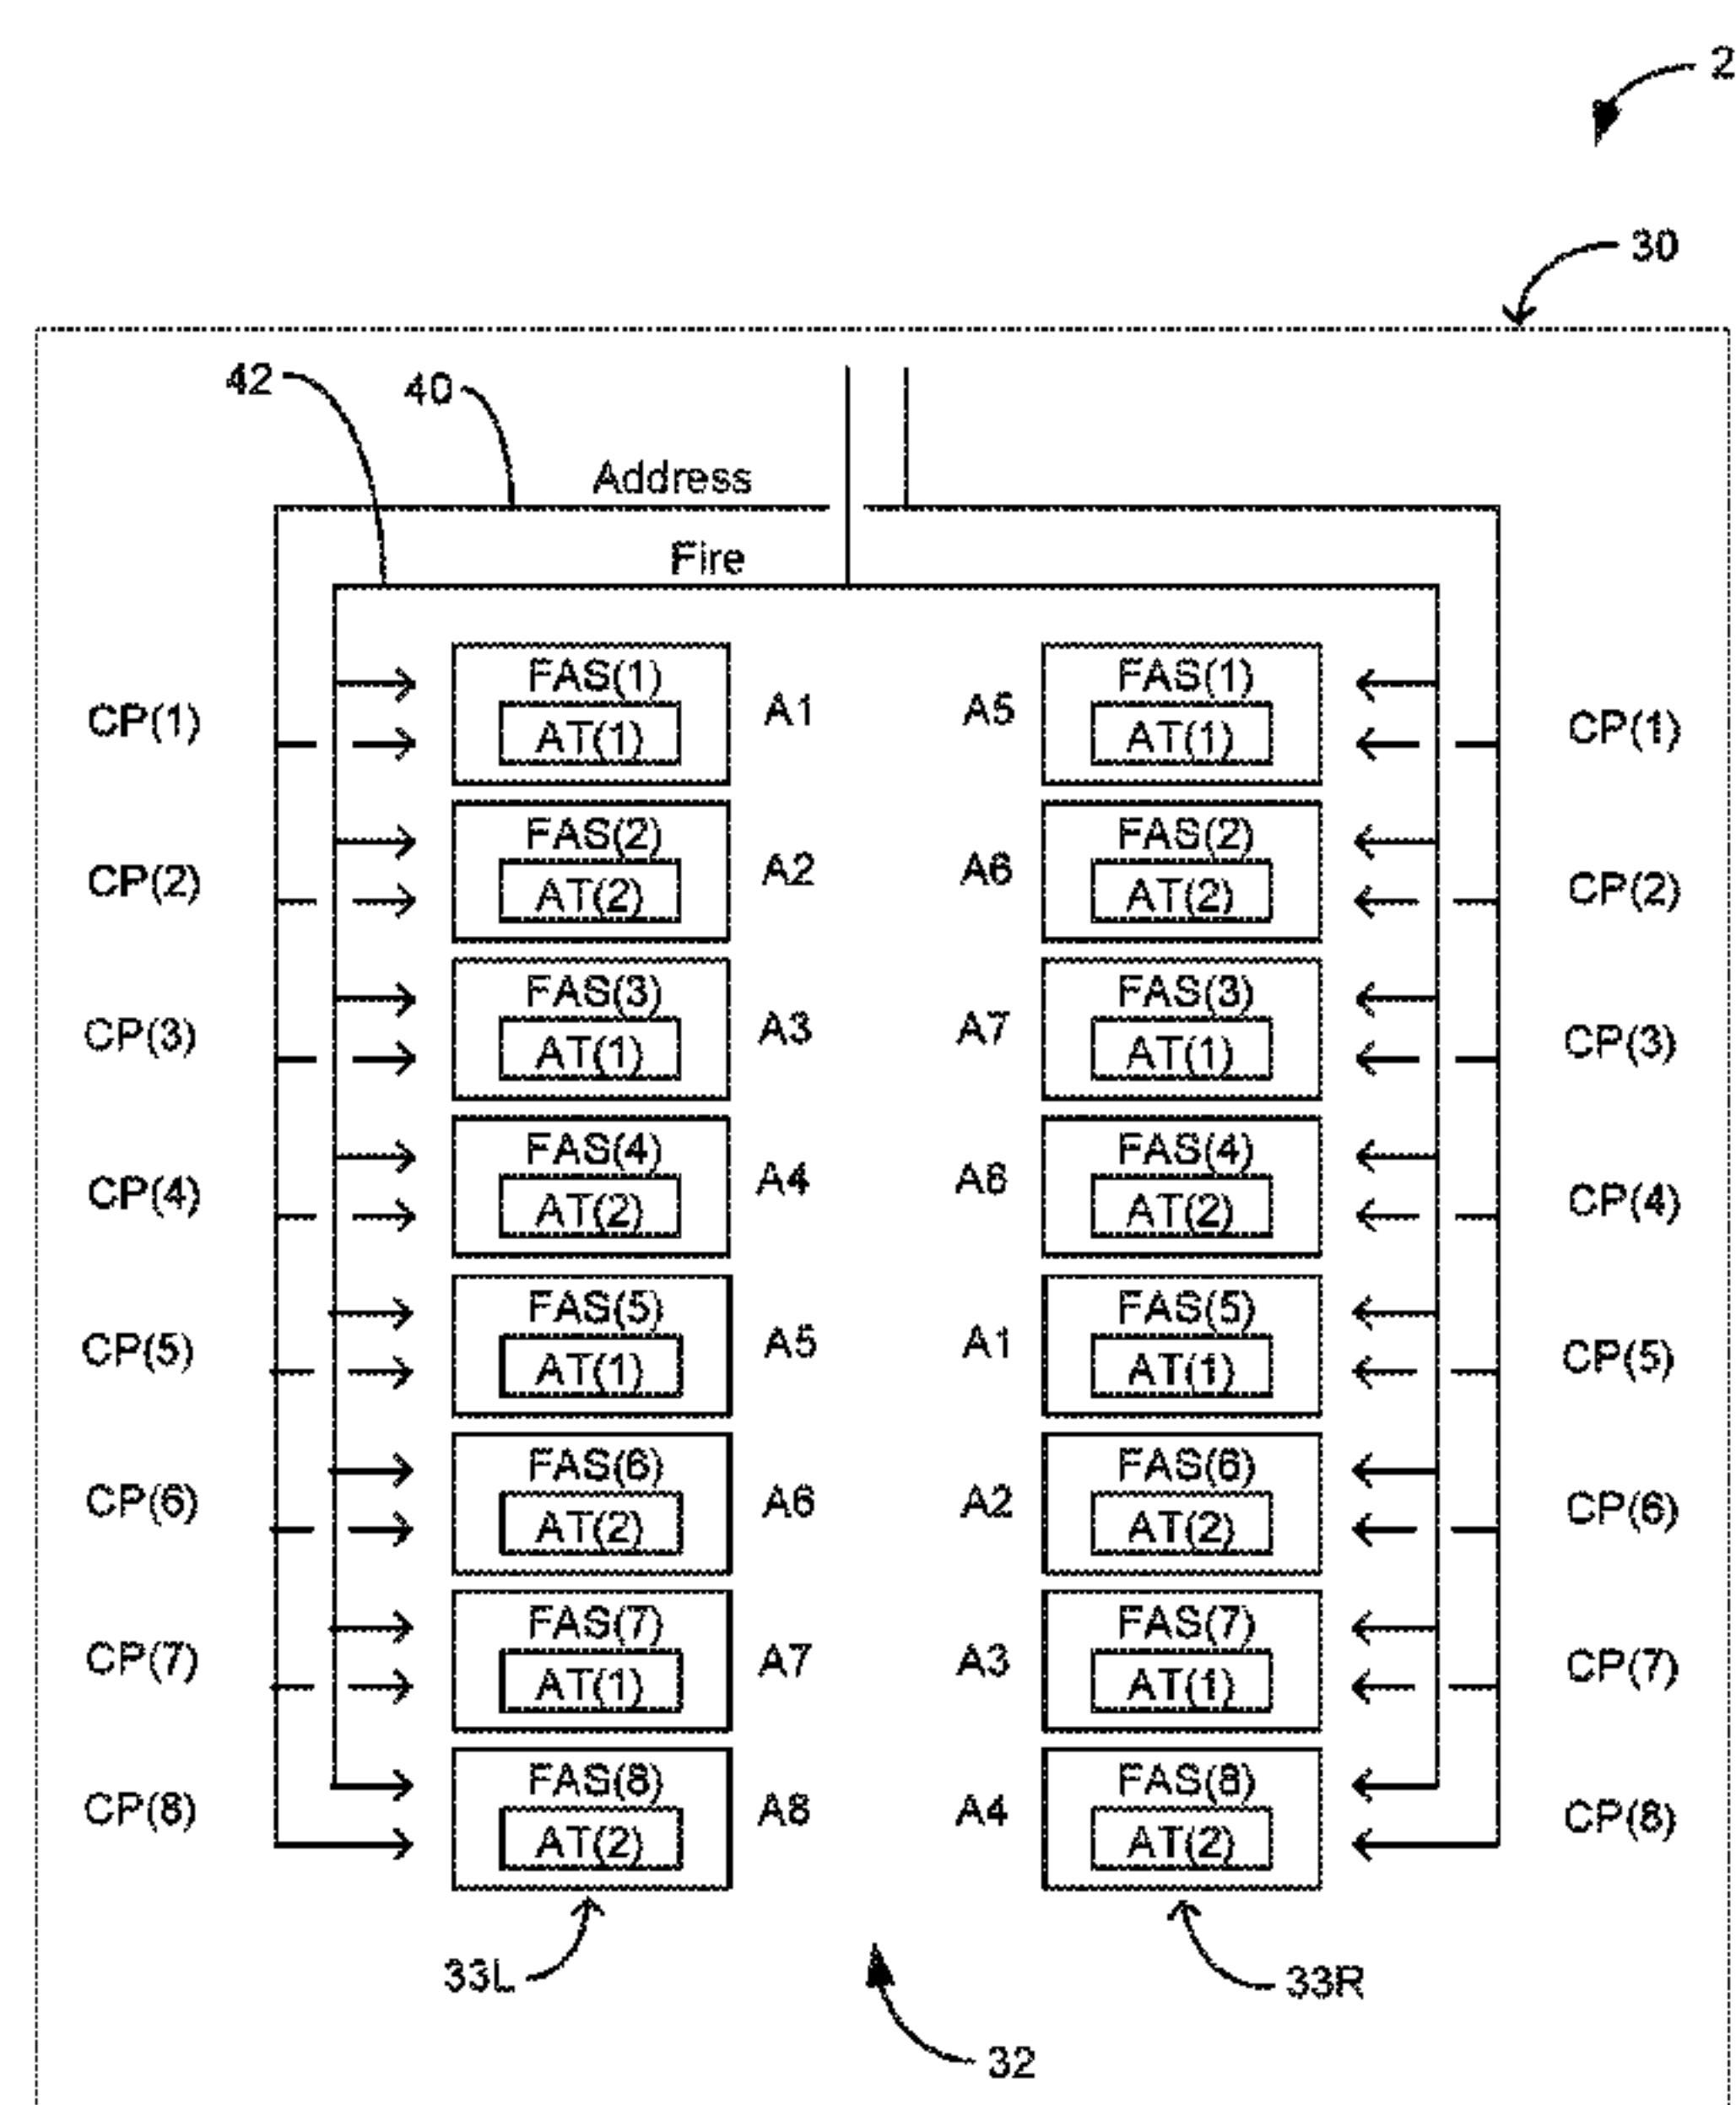 2
30
42
40
Address
Fire
CP(1) FAS(1) A1 A5 FAS(1) CP(1)
AT(1) AT(1)
CP(2) FAS(2) A2 A6 FAS(2) CP(2)
AT(2) AT(2)
CP(3) FAS(3) A3 A7 FAS(3) CP(3)
AT(1) AT(1)
CP(4) FAS(4) A4 A8 FAS(4) CP(4)
AT(2) AT(2)
CP(5) FAS(5) A5 A1 FAS(5) CP(5)
AT(1) AT(1)
CP(6) FAS(6) A6 A2 FAS(6) CP(6)
AT(2) AT(2)
CP(7) FAS(7) A7 A3 FAS(7) CP(7)
AT(1) AT(1)
CP(8) FAS(8) A8 A4 FAS(8) CP(8)
AT(2) AT(2)
33L
33R
32